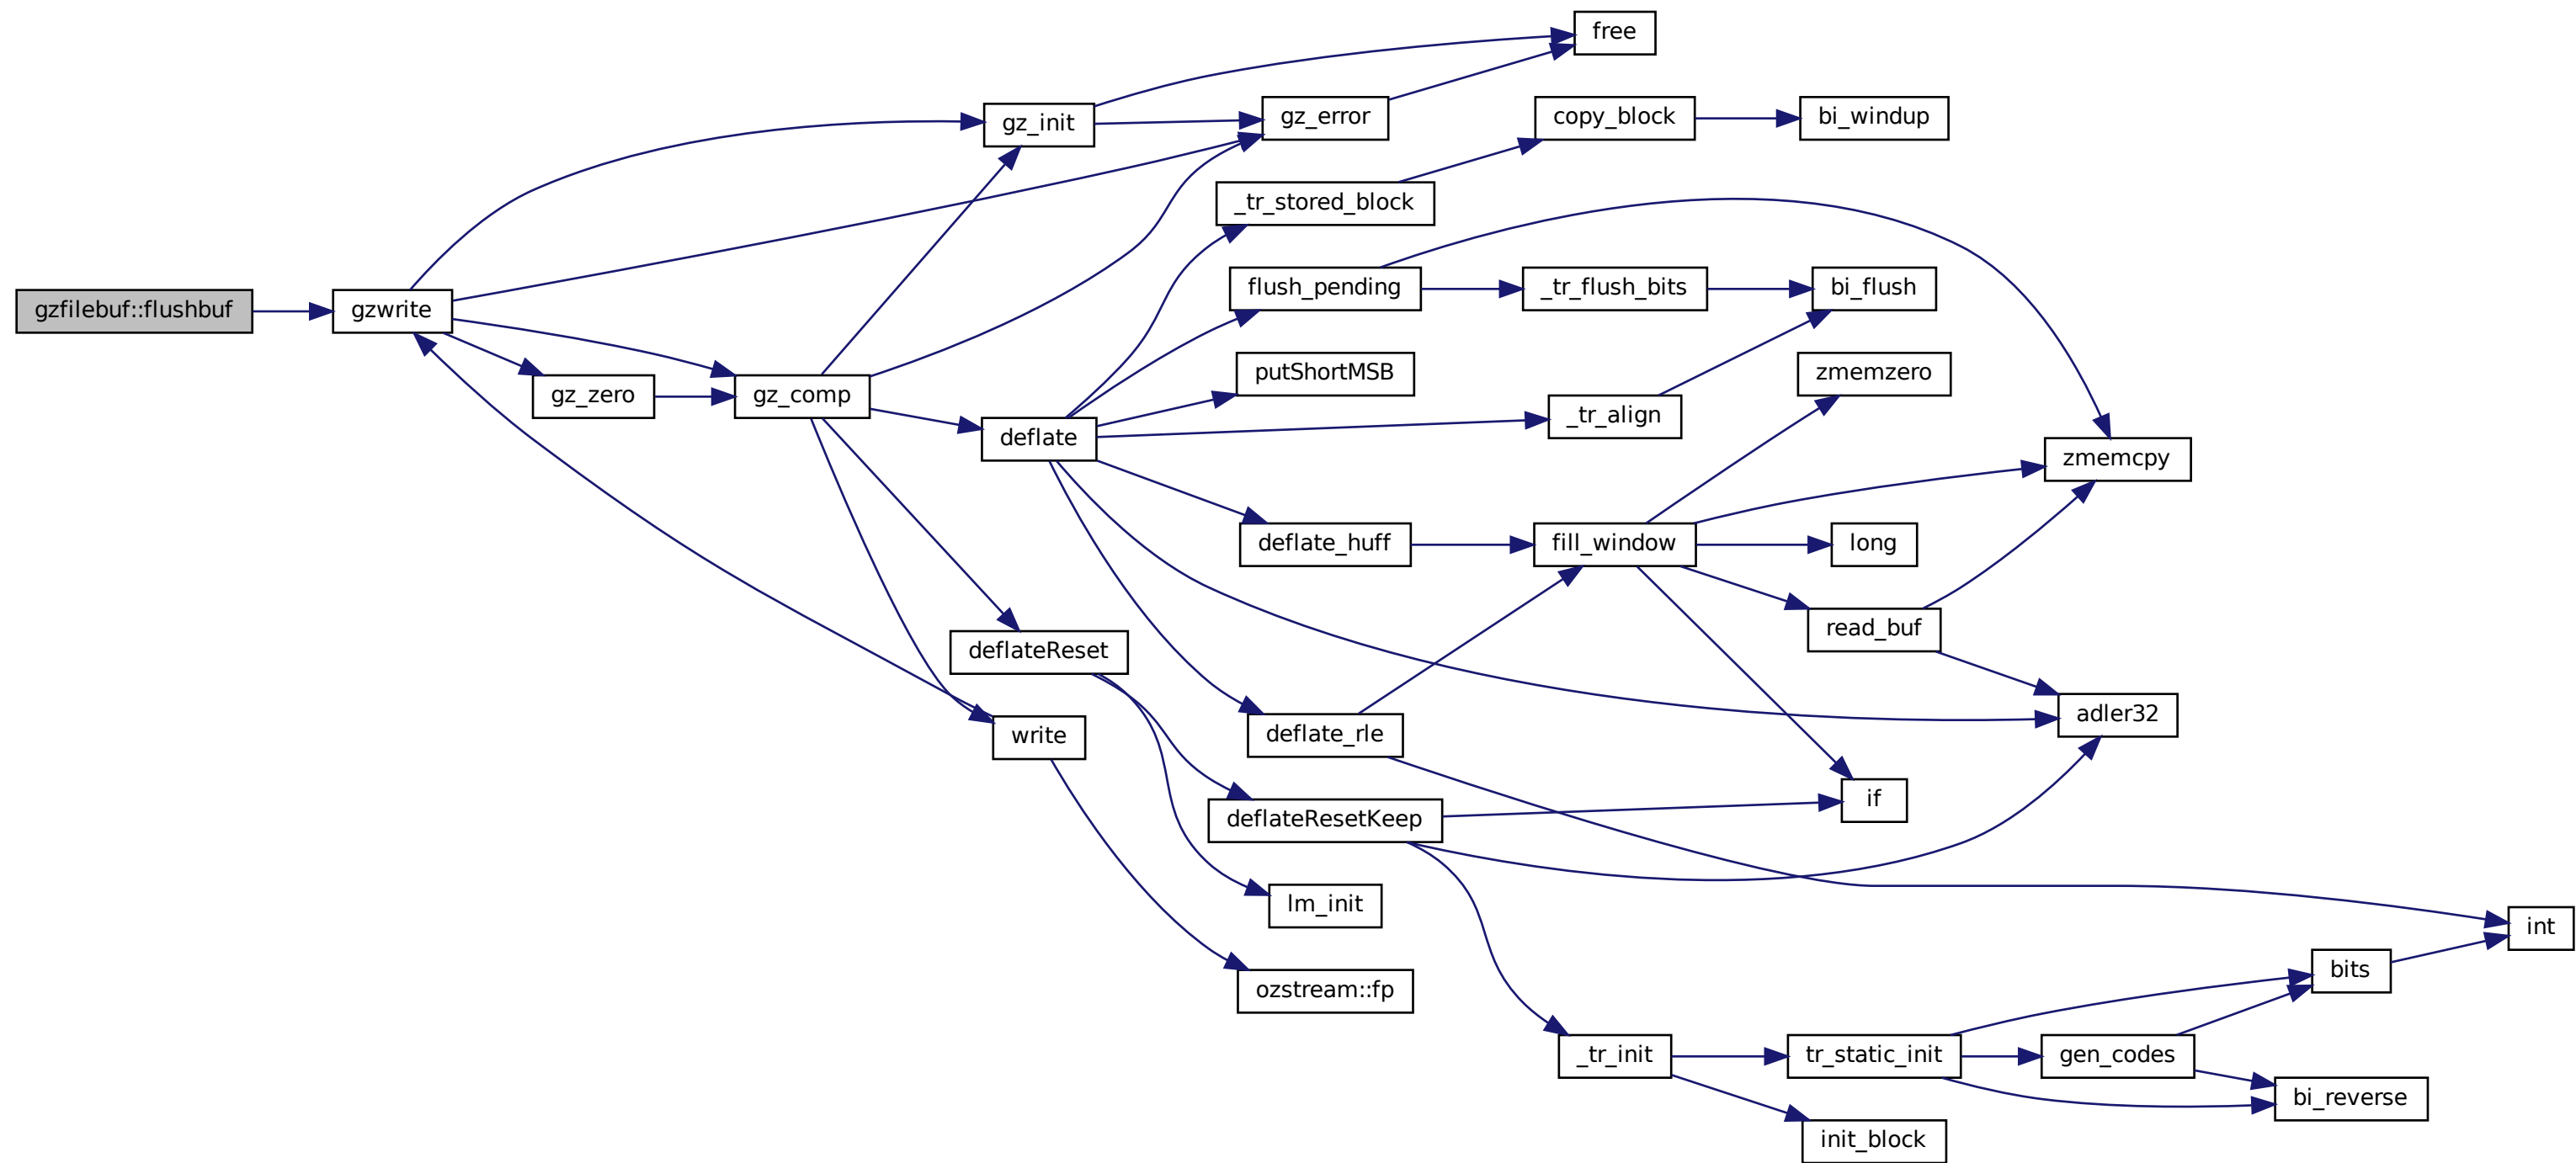 free
gz_init
gz_error
copy_block
bi_windup
_tr_stored_block
gzfilebuf::flushbuf
gzwrite
flush_pending
_tr_flush_bits
bi_flush
gz_zero
gz_comp
putShortMSB
zmemzero
deflate
_tr_align
zmemcpy
deflate_huff
fill_window
long
deflateReset
read_buf
write
deflate_rle
adler32
deflateResetKeep
if
lm_init
int
ozstream::fp
bits
_tr_init
tr_static_init
gen_codes
bi_reverse
init_block